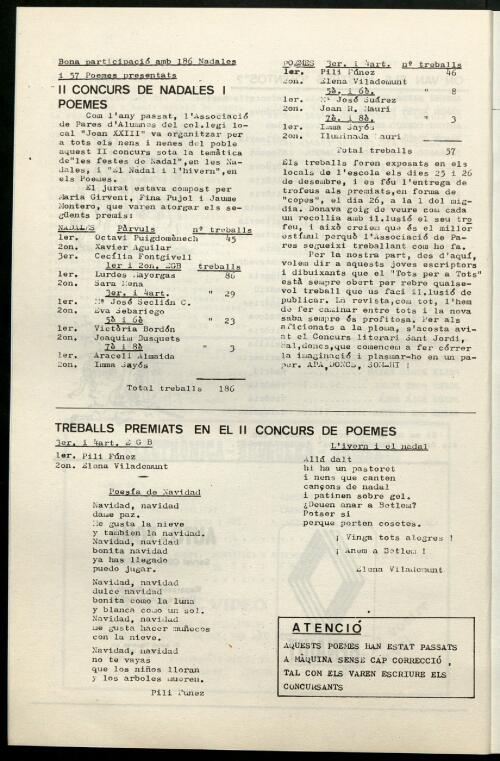 Bona participació amb 186 Nadales
i 57 Poemes presentats
II CONCURS DE NADALES I
POEMES
Com l'any passat, l'Associació
de Pares d'Alumnes del col.legi lo-
cal "Joan XXIII" va organitzar per
a tots els nens i nenes del poble
aquest II concurs sota la temàtica
de"les festes de Nadal",en les Na-
dales, i "El Nadal i l'hivern",en
els Poemes.
El jurat estava compost per
Maria Girvent, Fina Pujol i Jaume
Montero, que varen atorgar els se-
güents premis:
NADALES Pàrvuls nº treballs
1er. Octavi Puigdomènech 45
2on. Xavier Aguilar
3er. Cecília Fontgivell
1er i 2on. EGB treballs
1er. Lurdes Mayorgas 86
2on. Sara Mena
3er. i 4art. " 29
1er. Mª José Seclián C.
2on. Eva Sebariego
5è i 6è " 23
1er. Victòria Bordón
2on. Joaquim Busquets
7è i 8è " 3
1er. Araceli Almaida
2on. Imma Bayós
Total treballs 186
POEMES 3er. i 4art. nº treballs
1er. Pili Fúnez 46
2on. Elena Vilademunt
5è. i 6è. " 8
1er. Mª José Suárez
2on. Joan R. Mauri
7è. i 8è. " 3
1er. Imma Bayós
2on. Iluminada Mauri
Total treballs 57
Els treballs foren exposats en els
locals de l'escola els dies 25 i 26
de desembre, i es féu l'entrega de
trofeus als premiats,en forma de
"copes", el dia 26, a la 1 del mig-
dia. Donava goig de veure com cada
un recollia amb il.lusió el seu tro
feu, i això creiem que és el millor
estímul perquè l'Associació de Pa-
res segueixi treballant com ho fa.
Per la nostra part, des d'aquí,
volem dir a aquests joves escriptors
i dibuixants que el "Tots per a Tots"
està sempre obert per rebre qualse-
vol treball que us faci il.lusió de
publicar. La revista,com tot, l'hem
de fer caminar entre tots i la nova
saba sempre és profitosa. Per als
aficionats a la ploma, s'acosta avi-
at el Concurs literari Sant Jordi,
cal,doncs,que comencem a fer córrer
la imaginació i plasmar-ho en un pa-
per. APA,DONCS, SOM-HI !
TREBALLS PREMIATS EN EL II CONCURS DE POEMES
3er. i 4art. E G B
1er. Pili Fúnez
2on. Elena Vilademunt
Poesía de Navidad
Navidad, navidad
dame paz.
Me gusta la nieve
y tambien la navidad.
Navidad, navidad
bonita navidad
ya has llegado
puedo jugar.
Navidad, navidad
dulce navidad
bonita como la luna
y blanca como un sol.
Navidad, navidad
me gusta hacer muñecos
con la nieve.
Navidad, navidad
no te vayas
que los niños lloran
y los arboles mueren.
Pili Funez
L'ivern i el nadal
Allà dalt
hi ha un pastoret
i nens que canten
cançons de nadal
i patinen sobre gel.
¿Deuen anar a Betlem?
Potser si
perque porten cosetes.
¡ Vinga tots alegres !
¡ Anem a Betlem !
Elena Vilademunt
ATENCIÓ
AQUESTS POEMES HAN ESTAT PASSATS
A MÀQUINA SENSE CAP CORRECCIÓ ,
TAL COM ELS VAREN ESCRIURE ELS
CONCURSANTS